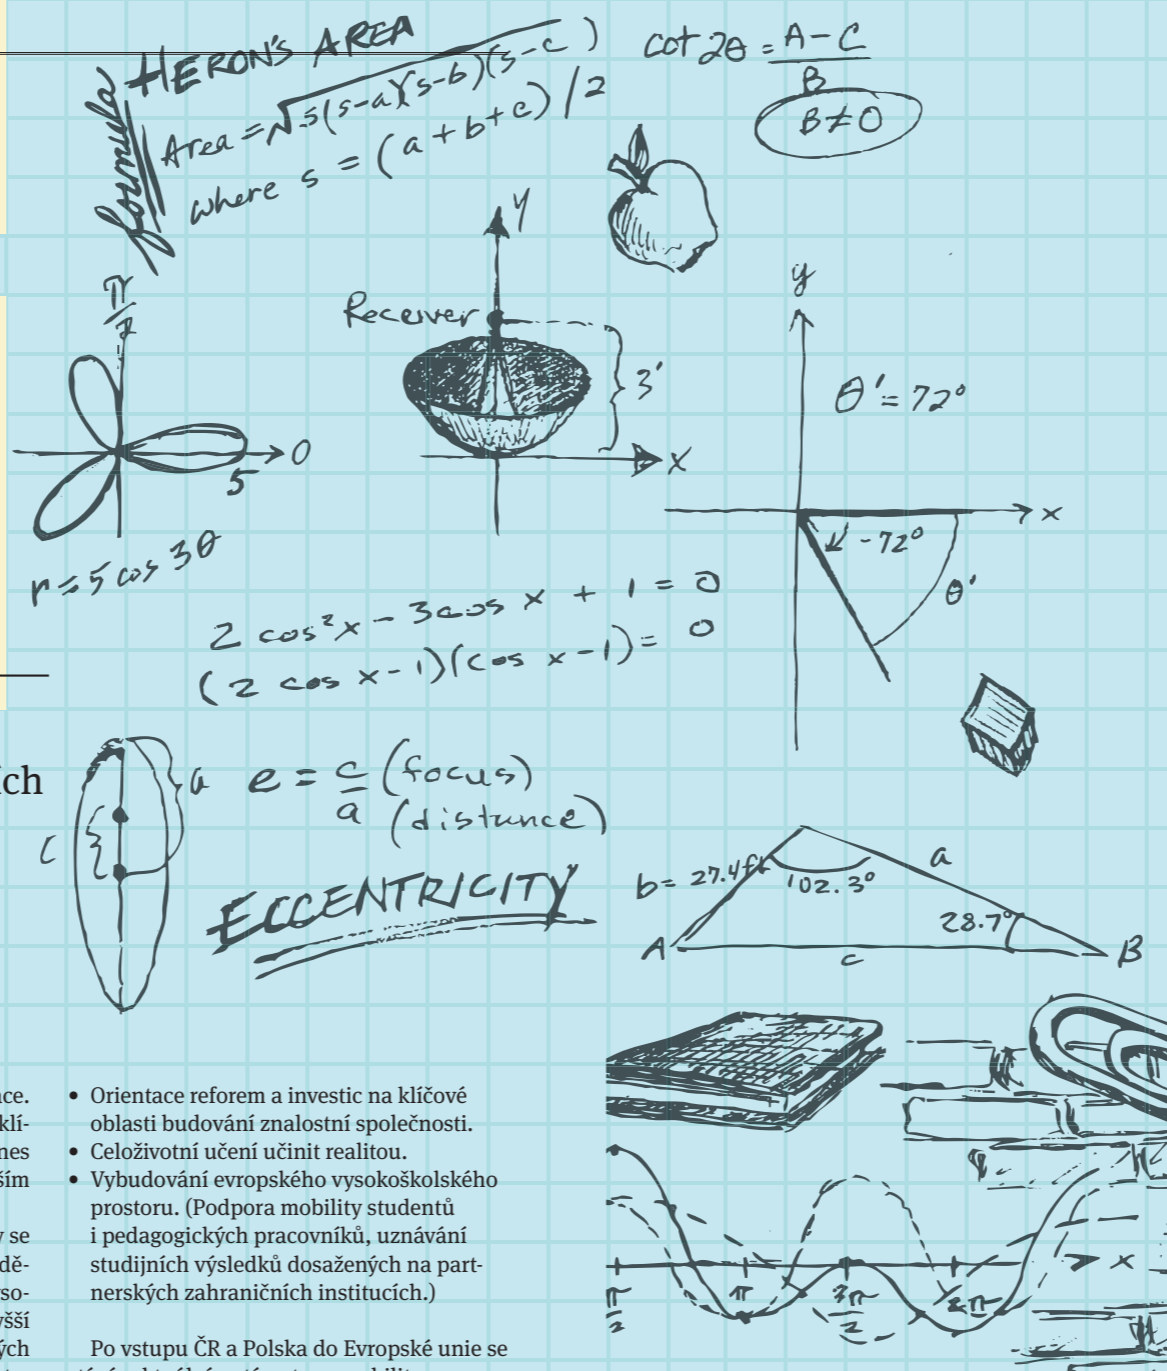 HERON'S AREA
formula
Area = √s(s-a)(s-b)(s-c)
where s = (a+b+c)/2
cot 2θ = A-C
B
B≠0
π
2
0
5
r = 5 cos 3θ
y
Receiver
3'
x
y
θ'= 72°
x
-72°
θ'
2 cos²x - 3cos x + 1 = 0
(2 cos x-1)(cos x-1) = 0
ích
a
c
e = c (focus)
a (distance)
ECCENTRICITY
b= 27.4ft
102.3°
a
28.7°
A
c
B
• Orientace reforem a investic na klíčové
oblasti budování znalostní společnosti.
• Celoživotní učení učinit realitou.
• Vybudování evropského vysokoškolského
prostoru. (Podpora mobility studentů
i pedagogických pracovníků, uznávání
studijních výsledků dosažených na part-
nerských zahraničních institucích.)
Po vstupu ČR a Polska do Evropské unie se
π
2
π
3π
2
2π
x